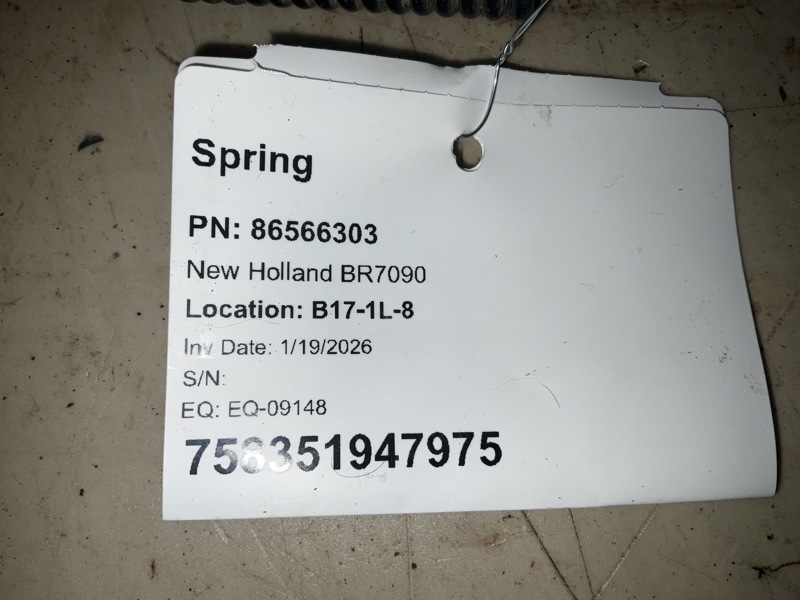 Spring
PN: 86566303
New Holland BR7090
Location: B17-1L-8
Inv Date: 1/19/2026
S/N:
EQ: EQ-09148
758351947975